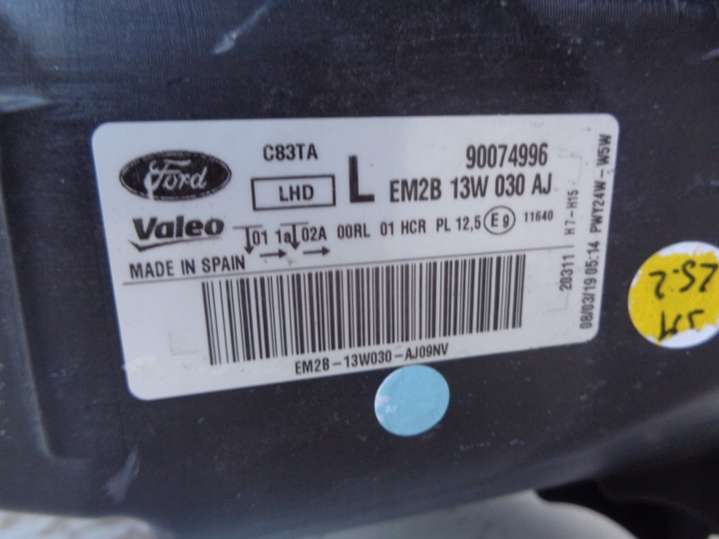 C83TA
90074996
Ford
LHD
L
EM2B 13W 030 AJ
Valeo
01 1a 02A 00RL 01 HCR PL 12,5 E9 11640
MADE IN SPAIN
EM2B-13W030-AJ09NV
20311 H7-H15
08/03/19 05:14 PWY24W-W5W